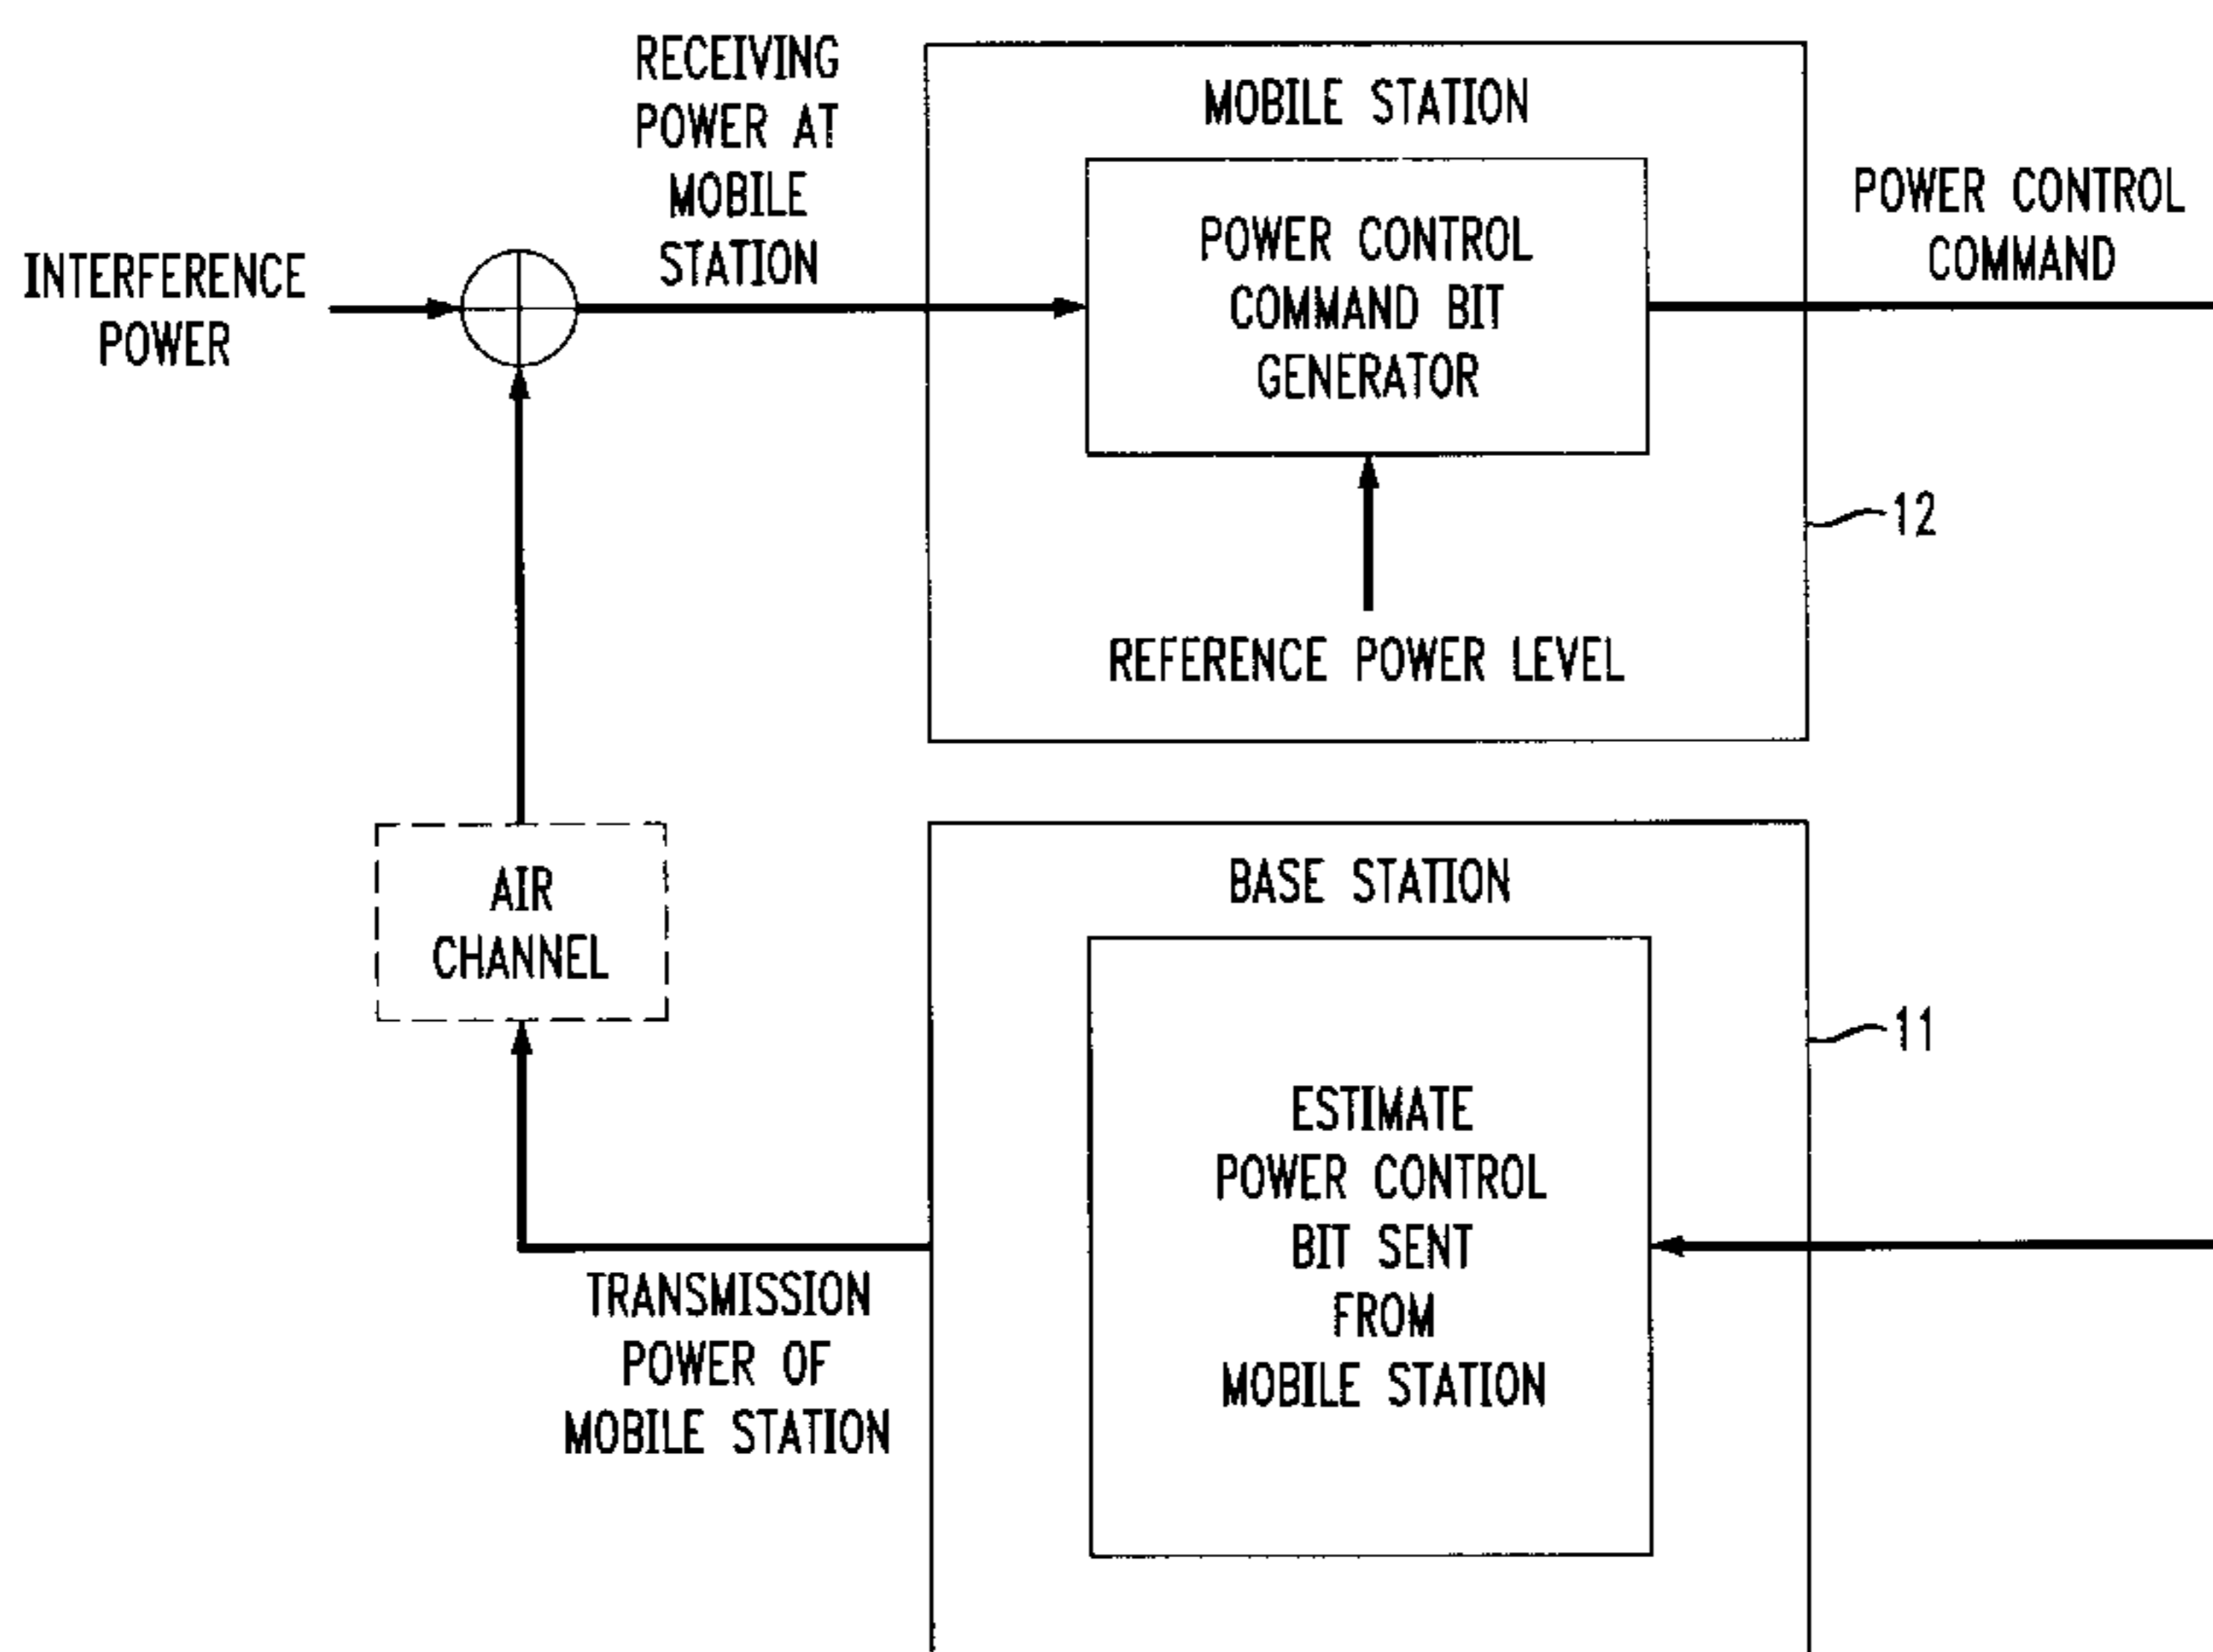 RECEIVING
POWER AT
MOBILE
STATION
INTERFERENCE
POWER
MOBILE STATION
POWER CONTROL
COMMAND BIT
GENERATOR
REFERENCE POWER LEVEL
POWER CONTROL
COMMAND
12
AIR
CHANNEL
BASE STATION
ESTIMATE
POWER CONTROL
BIT SENT
FROM
MOBILE STATION
11
TRANSMISSION
POWER OF
MOBILE STATION